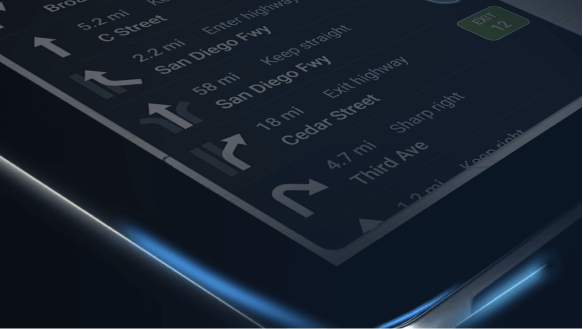 Broa
5.2 mi Ke
C Street
2.2 mi Enter highway
San Diego Fwy
58 mi Keep straight
San Diego Fwy
18 mi Exit highway
Cedar Street
EXIT
12
4.7 mi Sharp right
Third Ave
1.2 mi Keep right